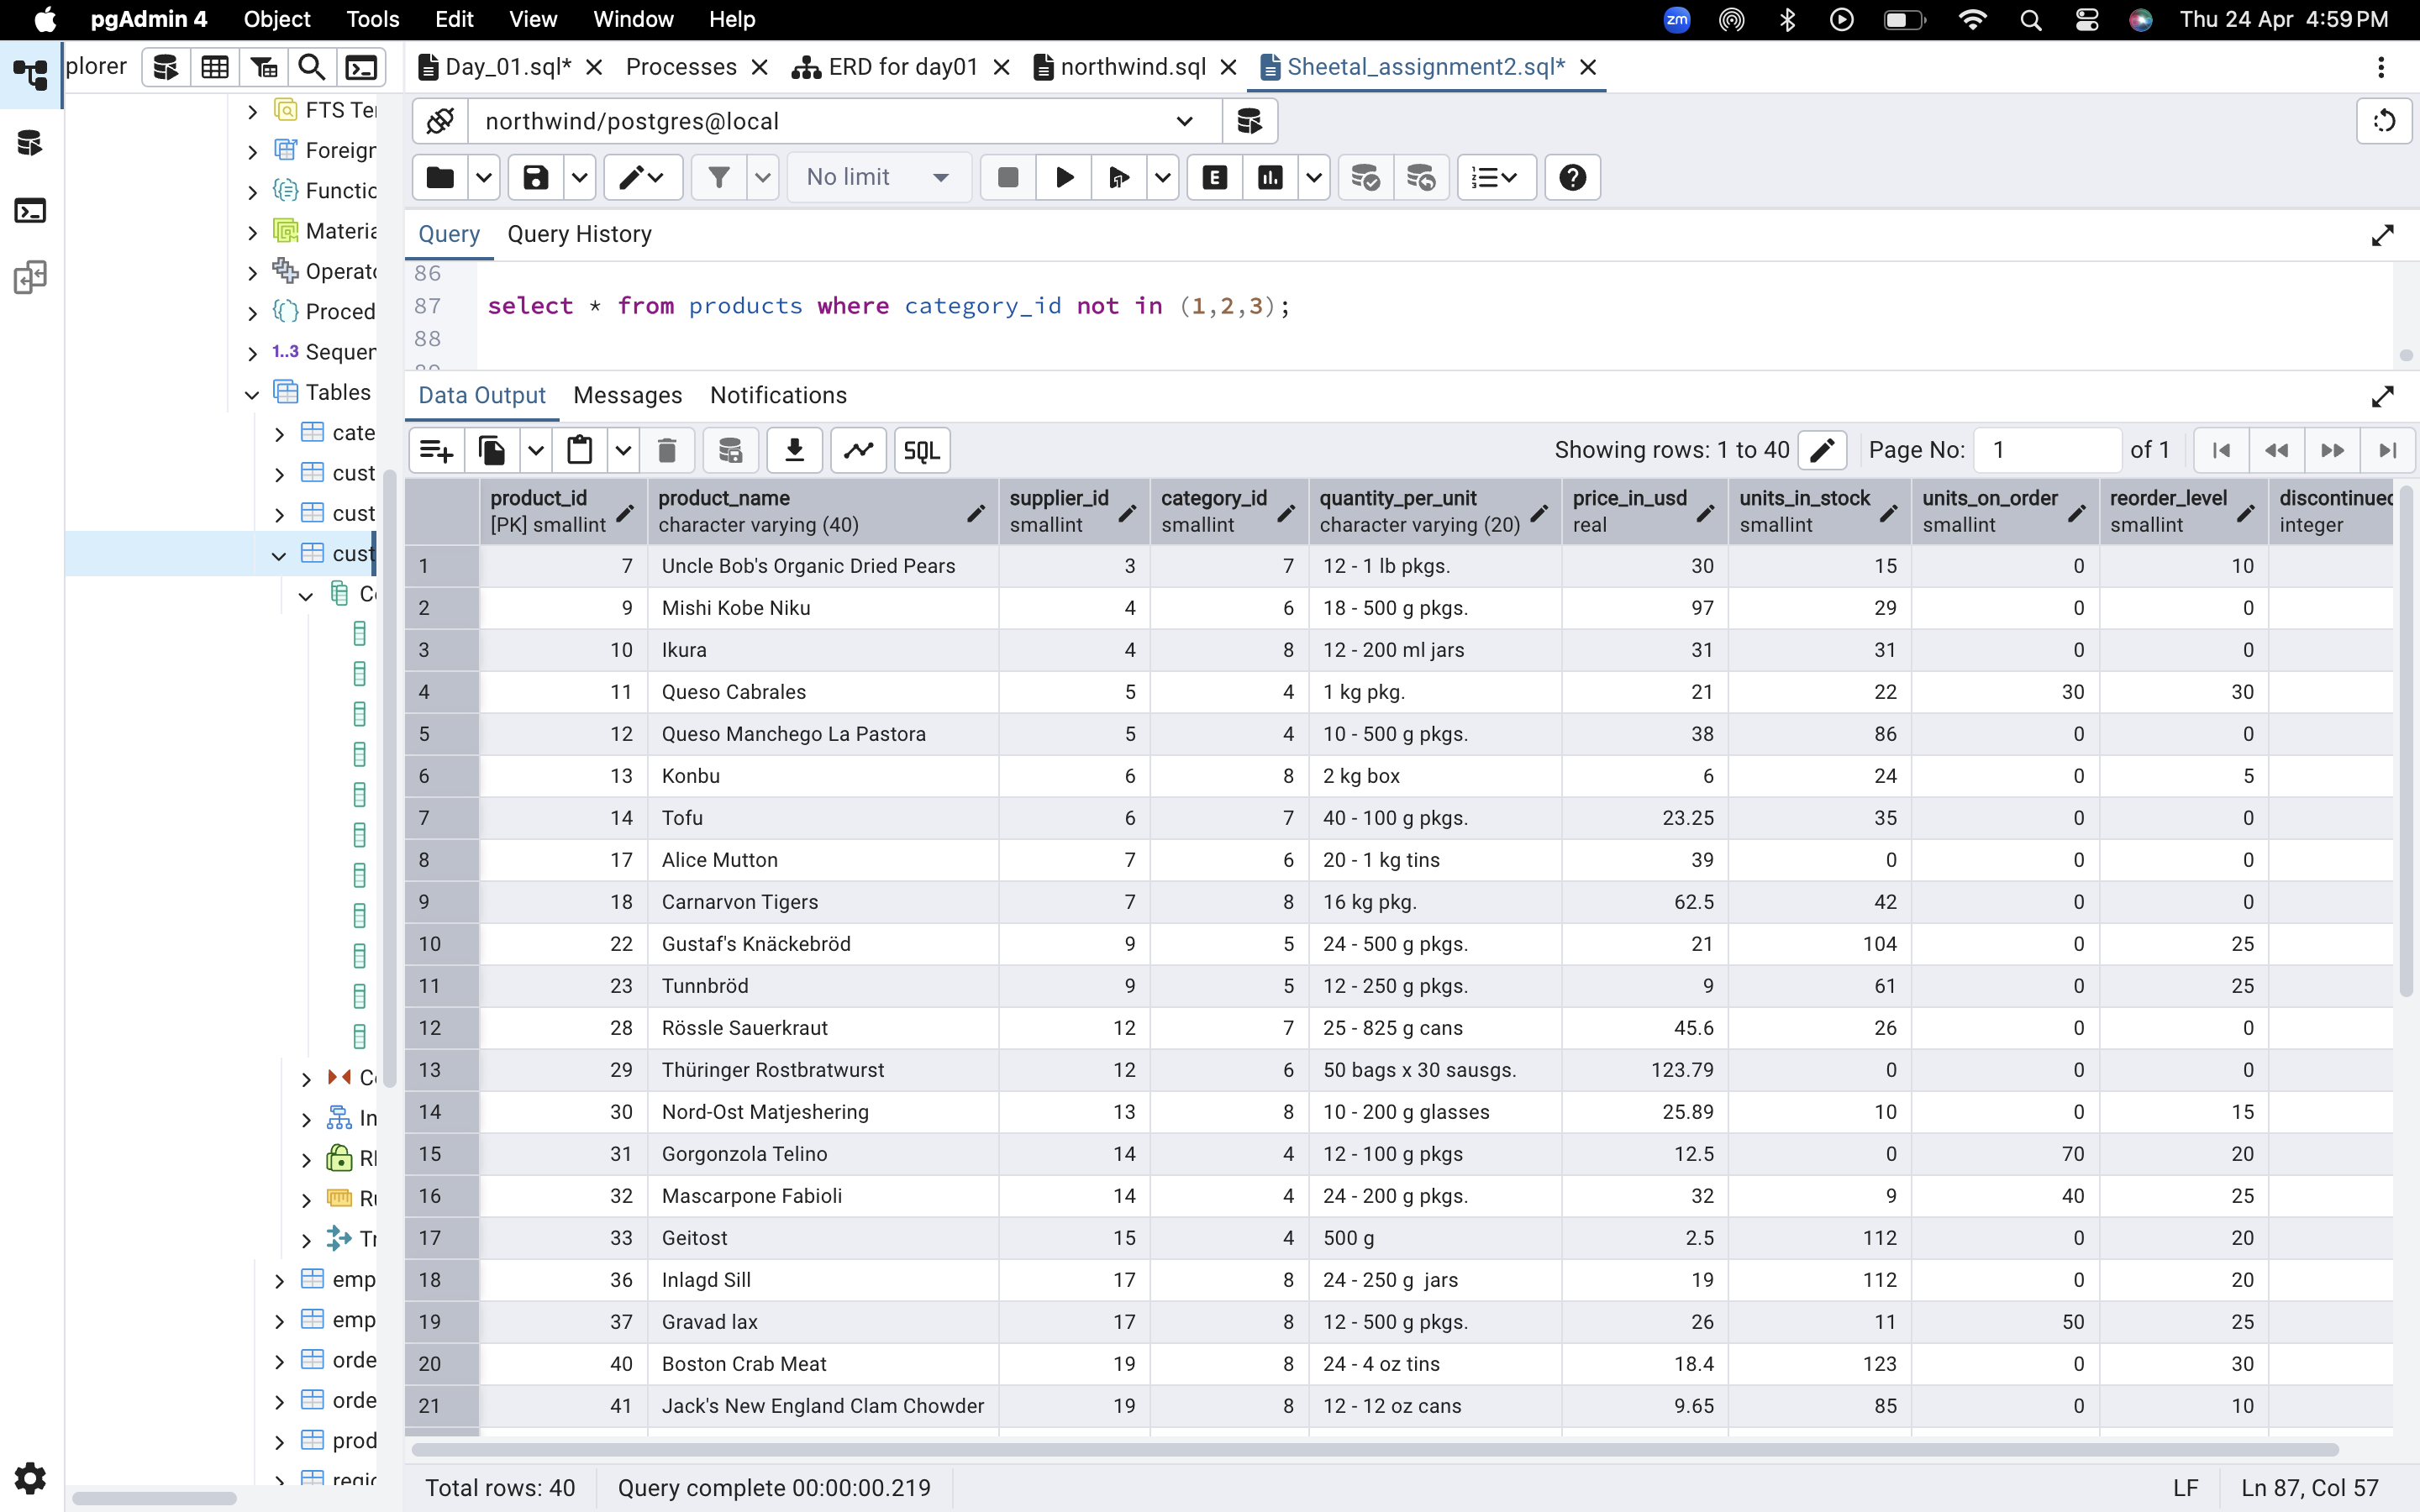 pgAdmin 4 Object Tools Edit View Window Help zm Thu 24 Apr 4:59 PM
plorer Day_01.sql* Processes ERD for day01 northwind.sql Sheetal_assignment2.sql*
northwind/postgres@local
No limit
Query Query History
86
87 select * from products where category_id not in (1,2,3);
88
Data Output Messages Notifications
SQL Showing rows: 1 to 40 Page No: 1 of 1
FTS Te
Foreigr
Functic
Materia
Operato
Proced
1..3 Sequer
Tables
cate
cust
cust
cust
Co
Co
In
Ru
Tr
emp
emp
orde
orde
prod
regio
product_id product_name supplier_id category_id quantity_per_unit price_in_usd units_in_stock units_on_order reorder_level discontinued
[PK] smallint character varying (40) smallint smallint character varying (20) real smallint smallint smallint integer
1 7 Uncle Bob's Organic Dried Pears 3 7 12 - 1 lb pkgs. 30 15 0 10
2 9 Mishi Kobe Niku 4 6 18 - 500 g pkgs. 97 29 0 0
3 10 Ikura 4 8 12 - 200 ml jars 31 31 0 0
4 11 Queso Cabrales 5 4 1 kg pkg. 21 22 30 30
5 12 Queso Manchego La Pastora 5 4 10 - 500 g pkgs. 38 86 0 0
6 13 Konbu 6 8 2 kg box 6 24 0 5
7 14 Tofu 6 7 40 - 100 g pkgs. 23.25 35 0 0
8 17 Alice Mutton 7 6 20 - 1 kg tins 39 0 0 0
9 18 Carnarvon Tigers 7 8 16 kg pkg. 62.5 42 0 0
10 22 Gustaf's Knäckebröd 9 5 24 - 500 g pkgs. 21 104 0 25
11 23 Tunnbröd 9 5 12 - 250 g pkgs. 9 61 0 25
12 28 Rössle Sauerkraut 12 7 25 - 825 g cans 45.6 26 0 0
13 29 Thüringer Rostbratwurst 12 6 50 bags x 30 sausgs. 123.79 0 0 0
14 30 Nord-Ost Matjeshering 13 8 10 - 200 g glasses 25.89 10 0 15
15 31 Gorgonzola Telino 14 4 12 - 100 g pkgs 12.5 0 70 20
16 32 Mascarpone Fabioli 14 4 24 - 200 g pkgs. 32 9 40 25
17 33 Geitost 15 4 500 g 2.5 112 0 20
18 36 Inlagd Sill 17 8 24 - 250 g  jars 19 112 0 20
19 37 Gravad lax 17 8 12 - 500 g pkgs. 26 11 50 25
20 40 Boston Crab Meat 19 8 24 - 4 oz tins 18.4 123 0 30
21 41 Jack's New England Clam Chowder 19 8 12 - 12 oz cans 9.65 85 0 10
Total rows: 40 Query complete 00:00:00.219 LF Ln 87, Col 57